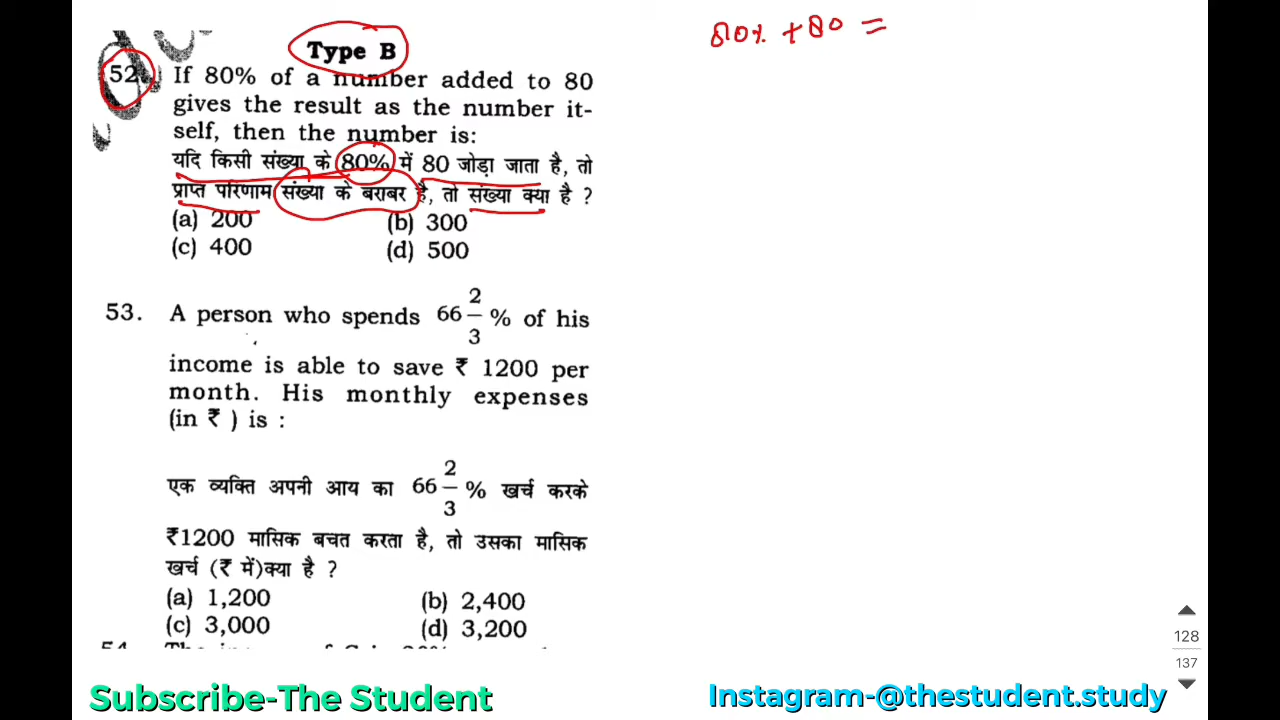 80% + 80 =
Type B
52. If 80% of a number added to 80
gives the result as the number it-
self, then the number is:
यदि किसी संख्या के 80% में 80 जोड़ा जाता है, तो
प्राप्त परिणाम संख्या के बराबर है, तो संख्या क्या है ?
(a) 200 (b) 300
(c) 400 (d) 500
53. A person who spends 66 2/3 % of his
income is able to save ₹ 1200 per
month. His monthly expenses
(in ₹ ) is :
एक व्यक्ति अपनी आय का 66 2/3 % खर्च करके
₹1200 मासिक बचत करता है, तो उसका मासिक
खर्च (₹ में)क्या है ?
(a) 1,200 (b) 2,400
(c) 3,000 (d) 3,200
128
137
Subscribe-The Student
Instagram-@thestudent.study